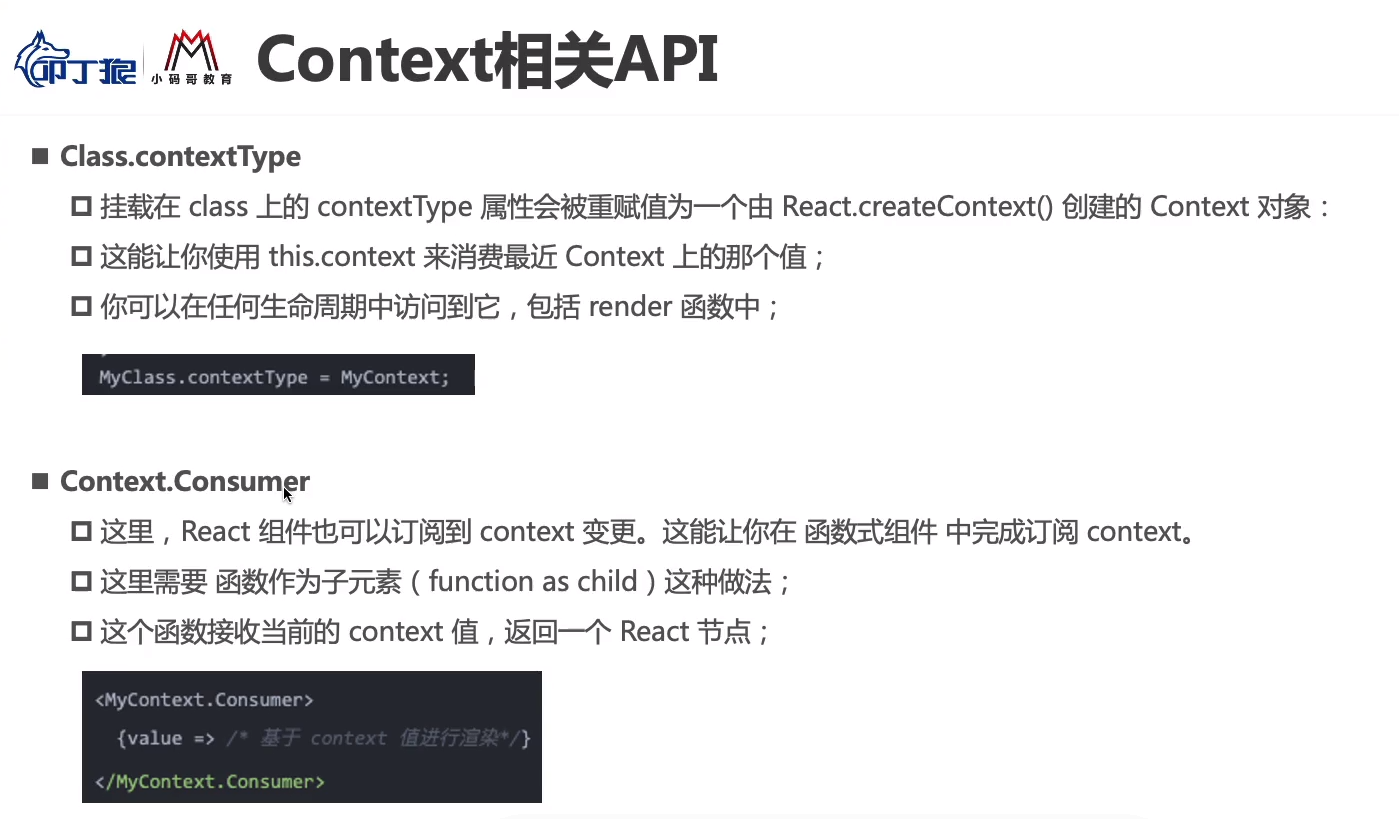 叩丁狼
小码哥教育
Context相关API
Class.contextType
挂载在 class 上的 contextType 属性会被重赋值为一个由 React.createContext() 创建的 Context 对象：
这能让你使用 this.context 来消费最近 Context 上的那个值；
你可以在任何生命周期中访问到它，包括 render 函数中；
MyClass.contextType = MyContext;
Context.Consumer
这里，React 组件也可以订阅到 context 变更。这能让你在 函数式组件 中完成订阅 context。
这里需要 函数作为子元素（function as child）这种做法；
这个函数接收当前的 context 值，返回一个 React 节点；
<MyContext.Consumer>
{value => /* 基于 context 值进行渲染*/}
</MyContext.Consumer>